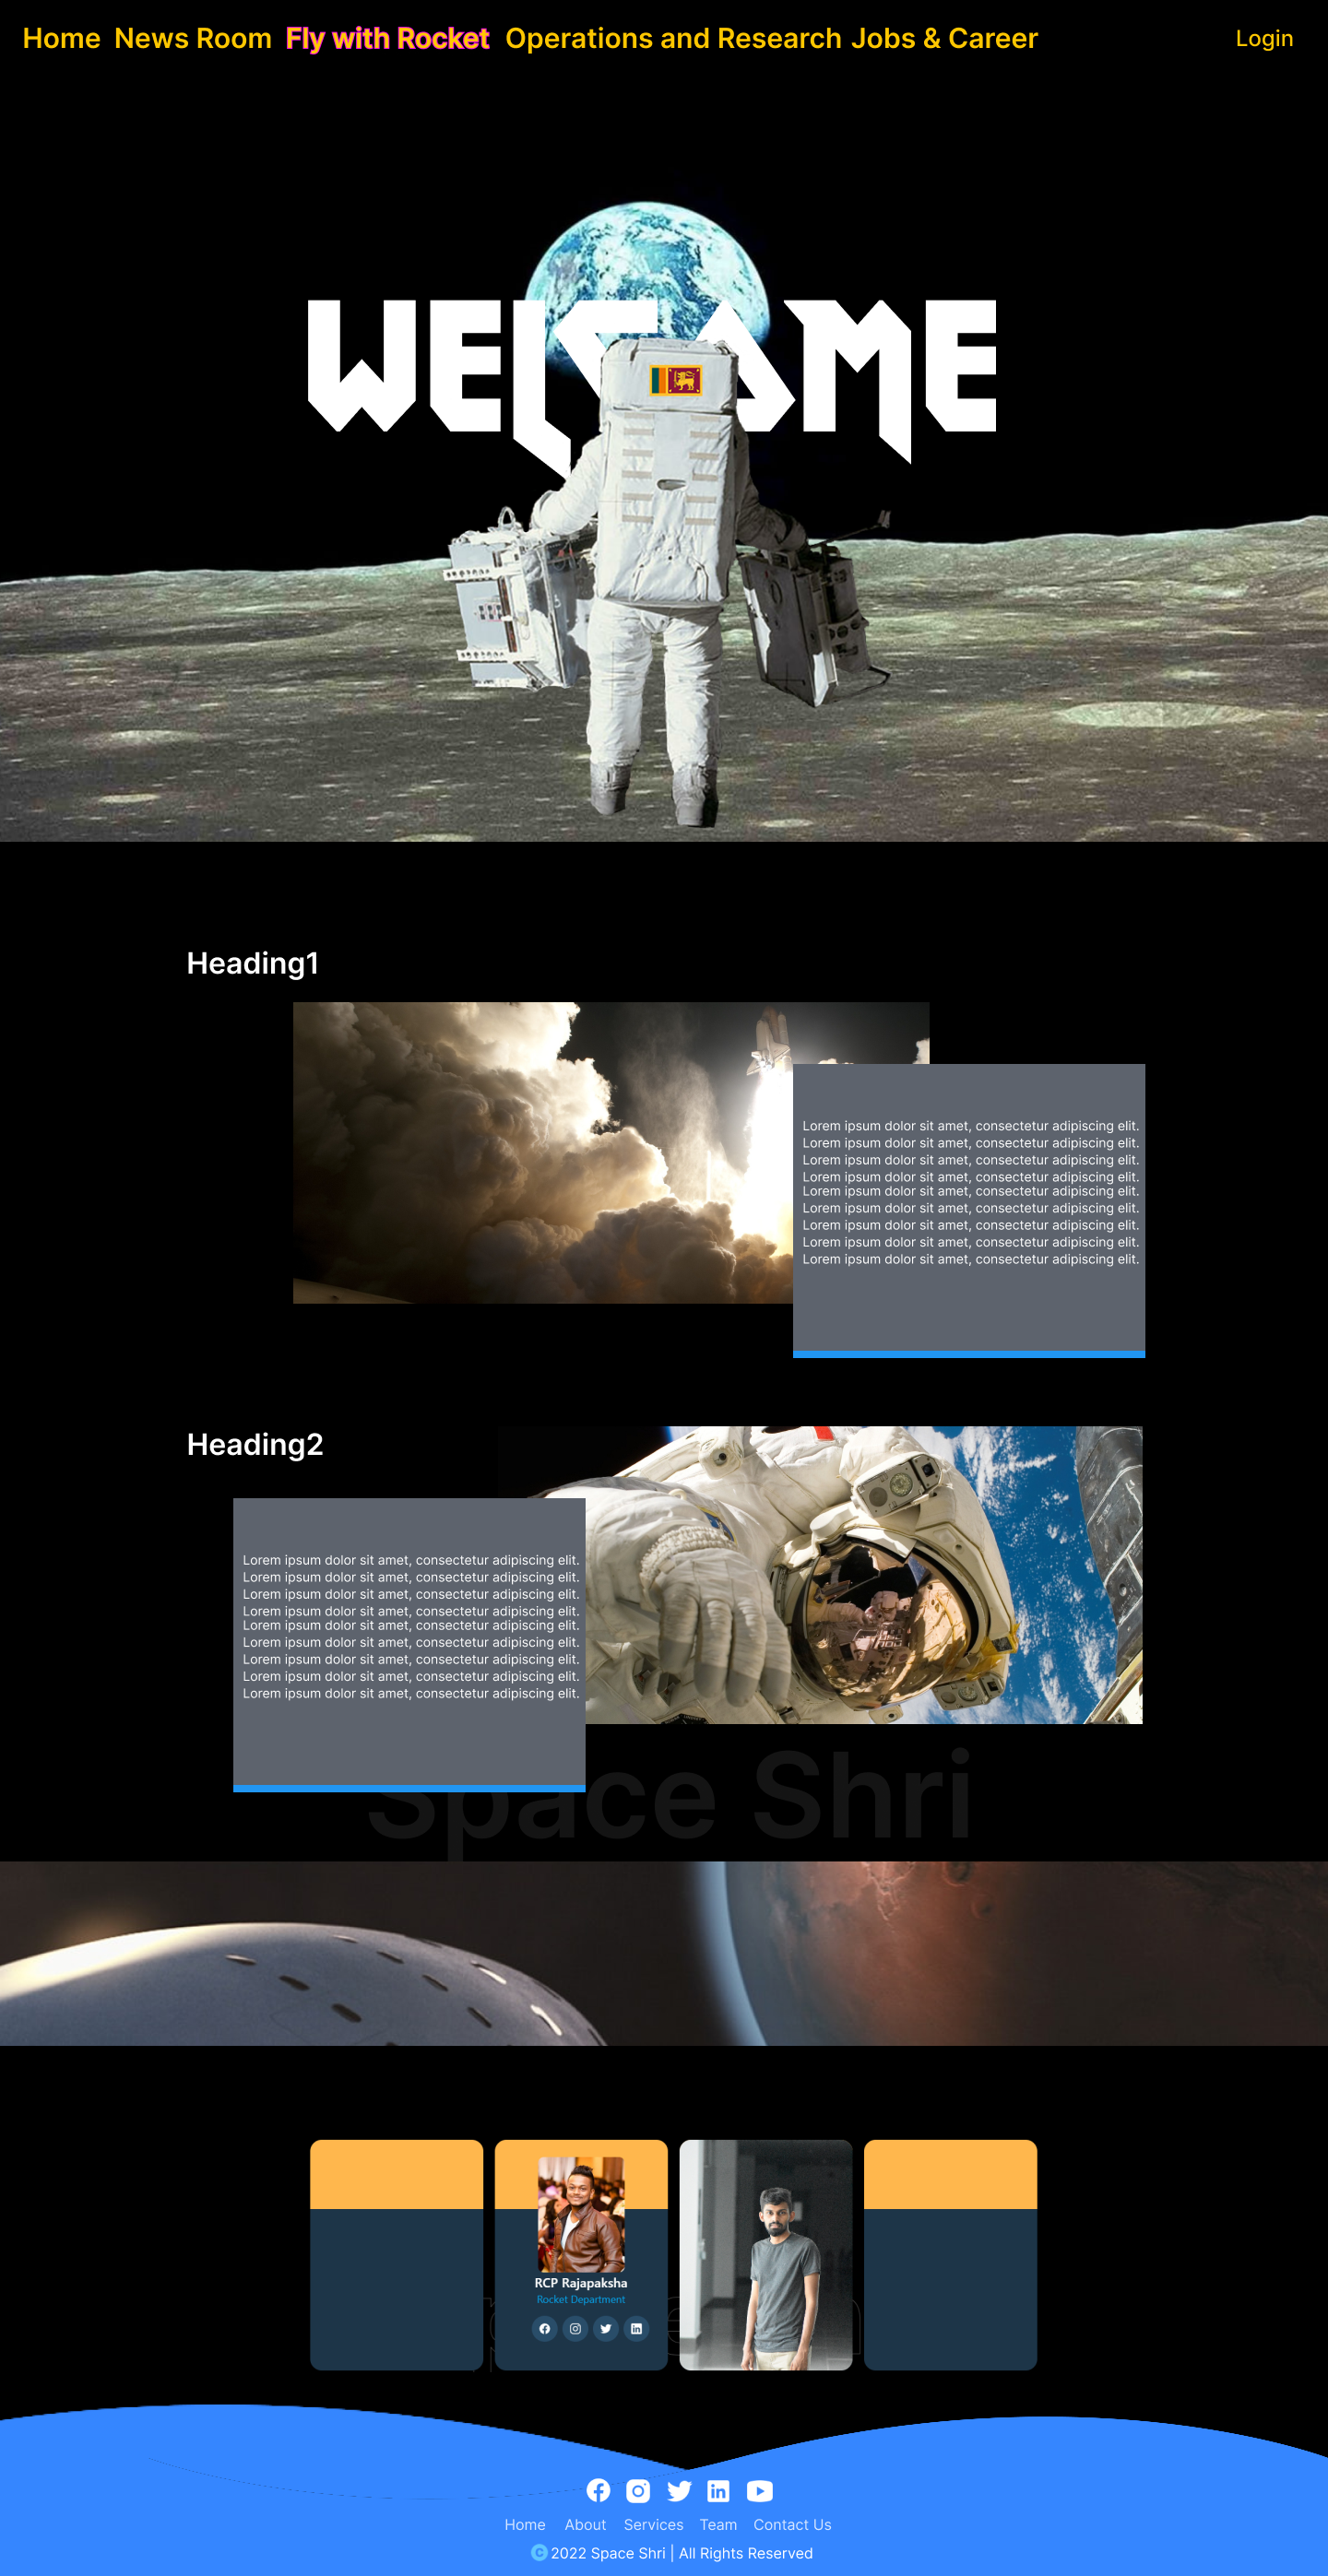 Home News Room Fly with Rocket Operations and Research Jobs & Career Login
WELCOME
Heading1
Lorem ipsum dolor sit amet, consectetur adipiscing elit.
Lorem ipsum dolor sit amet, consectetur adipiscing elit.
Lorem ipsum dolor sit amet, consectetur adipiscing elit.
Lorem ipsum dolor sit amet, consectetur adipiscing elit.
Lorem ipsum dolor sit amet, consectetur adipiscing elit.
Lorem ipsum dolor sit amet, consectetur adipiscing elit.
Lorem ipsum dolor sit amet, consectetur adipiscing elit.
Lorem ipsum dolor sit amet, consectetur adipiscing elit.
Lorem ipsum dolor sit amet, consectetur adipiscing elit.
Heading2
Lorem ipsum dolor sit amet, consectetur adipiscing elit.
Lorem ipsum dolor sit amet, consectetur adipiscing elit.
Lorem ipsum dolor sit amet, consectetur adipiscing elit.
Lorem ipsum dolor sit amet, consectetur adipiscing elit.
Lorem ipsum dolor sit amet, consectetur adipiscing elit.
Lorem ipsum dolor sit amet, consectetur adipiscing elit.
Lorem ipsum dolor sit amet, consectetur adipiscing elit.
Lorem ipsum dolor sit amet, consectetur adipiscing elit.
Lorem ipsum dolor sit amet, consectetur adipiscing elit.
Space Shri
RCP Rajapaksha
Rocket Department
Home About Services Team Contact Us
© 2022 Space Shri | All Rights Reserved